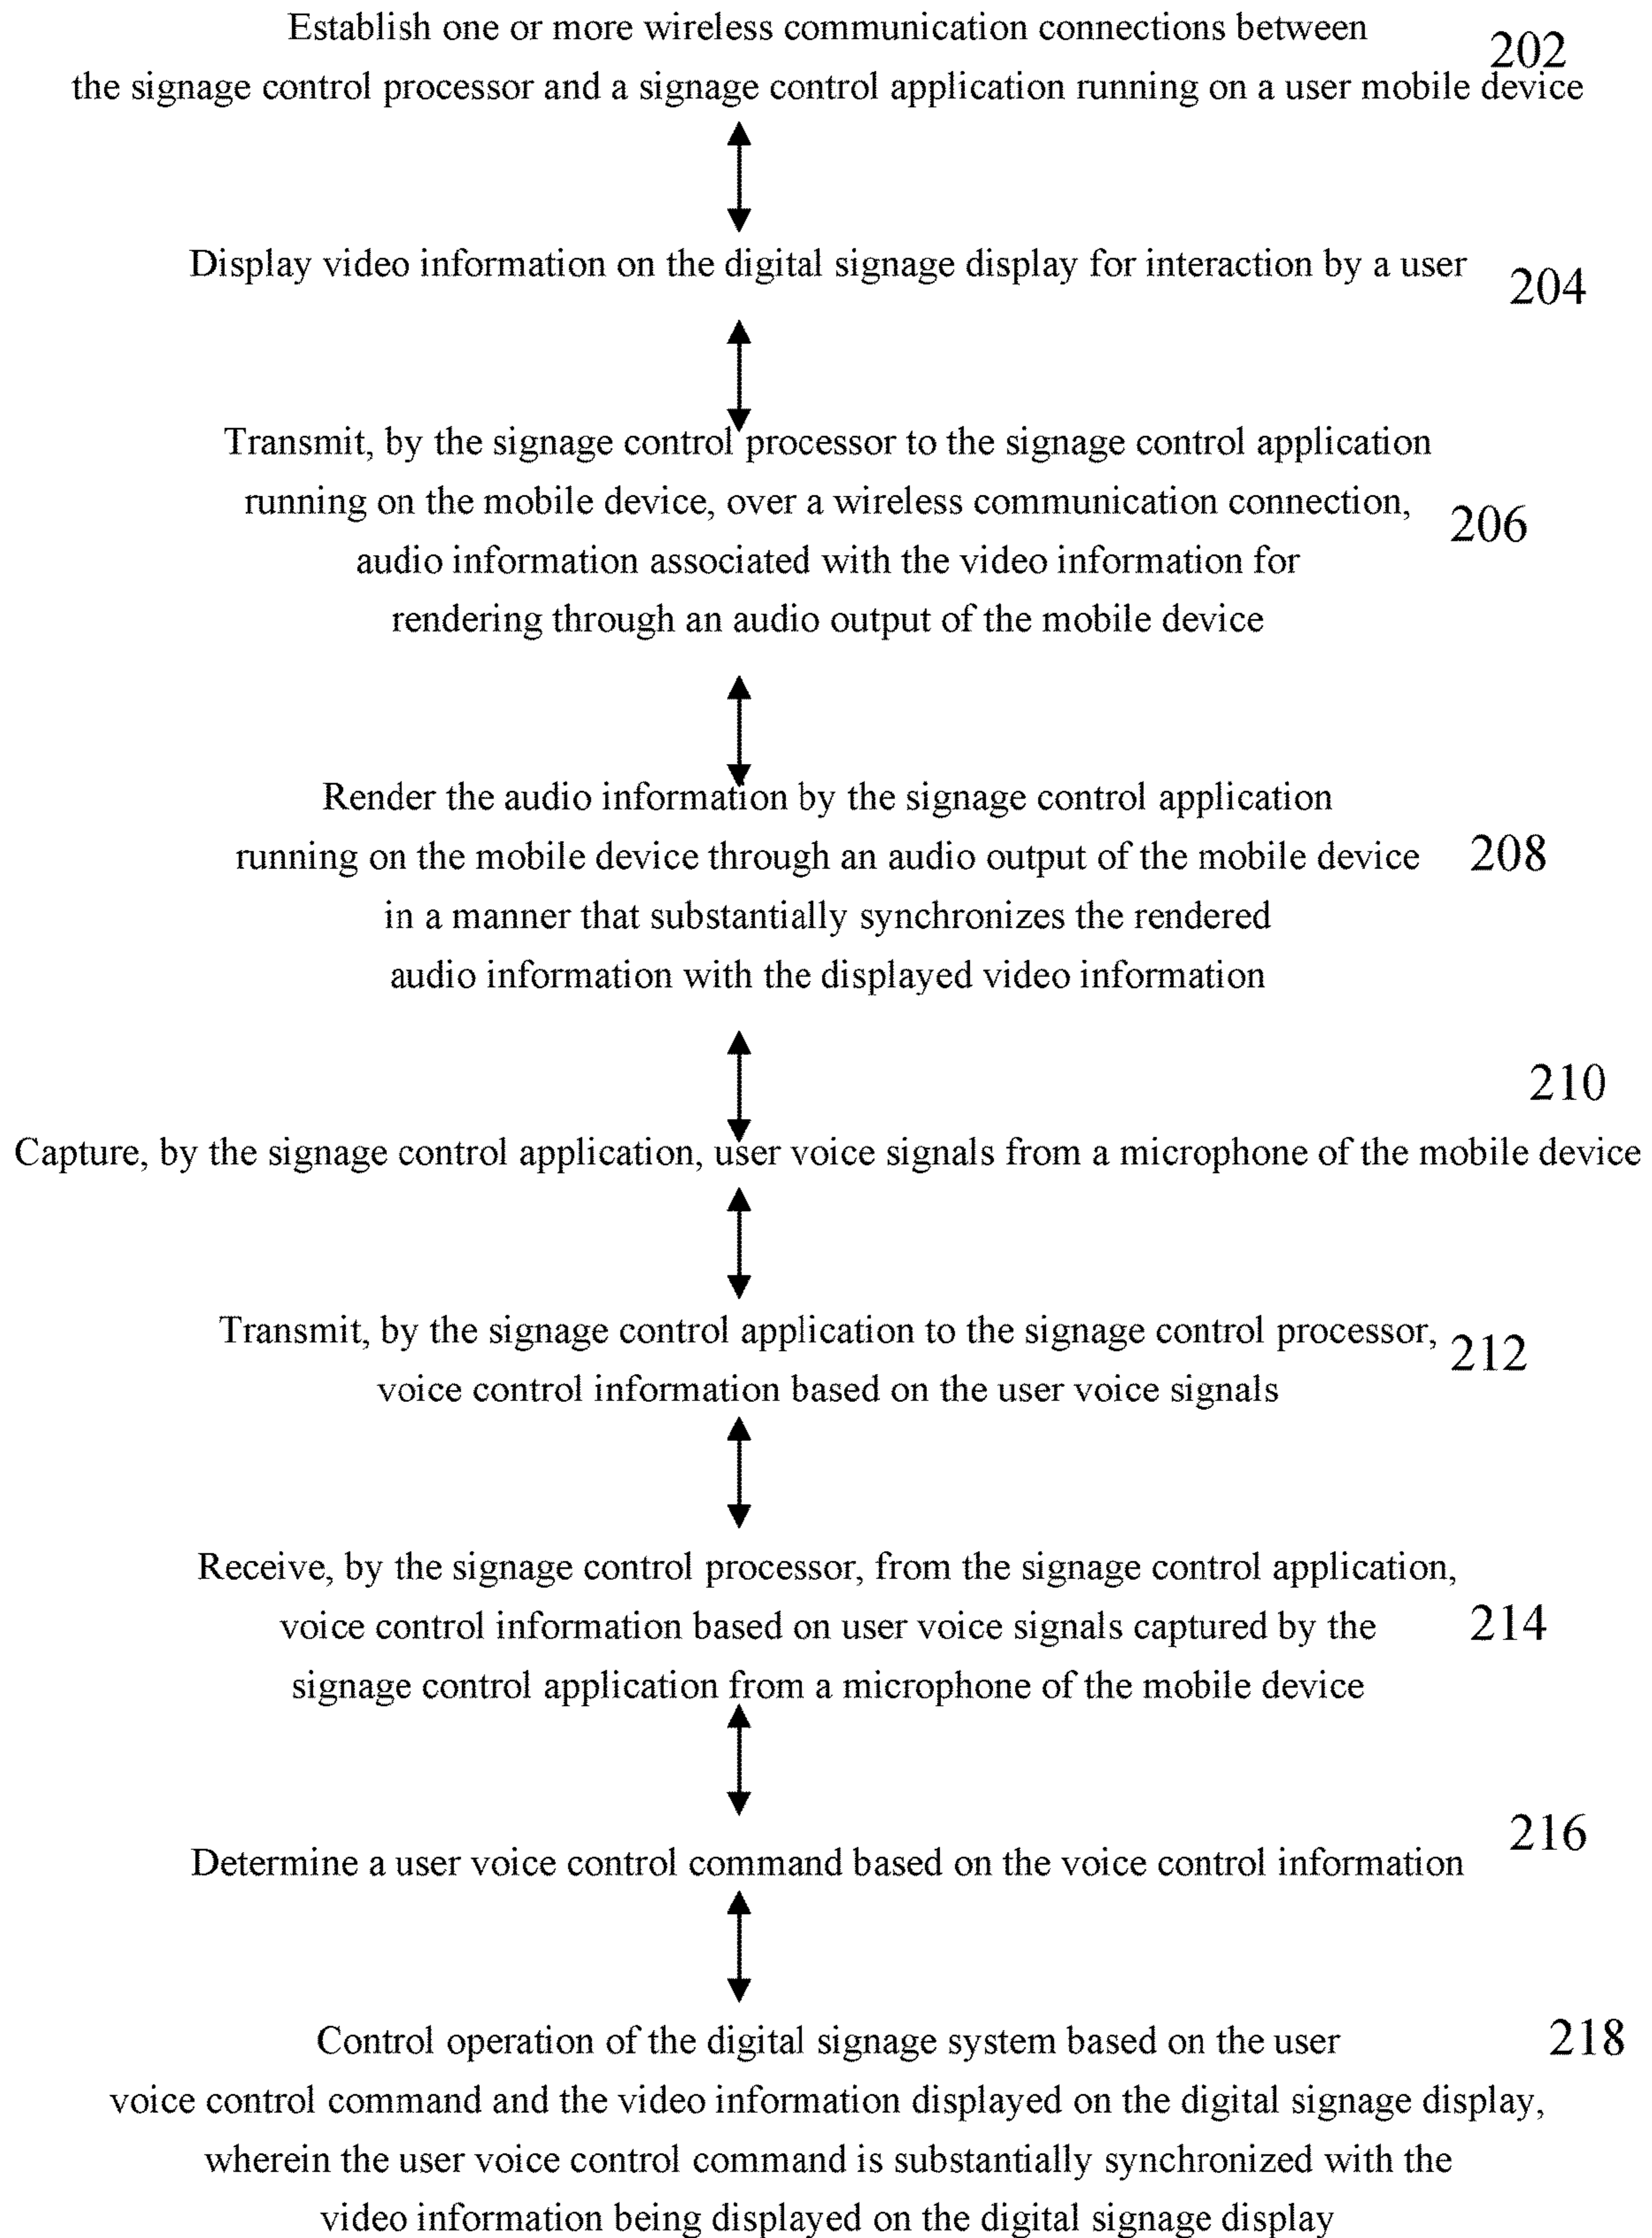 Establish one or more wireless communication connections between
202
the signage control processor and a signage control application running on a user mobile device
Display video information on the digital signage display for interaction by a user
204
Transmit, by the signage control processor to the signage control application
running on the mobile device, over a wireless communication connection,
206
audio information associated with the video information for
rendering through an audio output of the mobile device
Render the audio information by the signage control application
running on the mobile device through an audio output of the mobile device
208
in a manner that substantially synchronizes the rendered
audio information with the displayed video information
210
Capture, by the signage control application, user voice signals from a microphone of the mobile device
Transmit, by the signage control application to the signage control processor,
212
voice control information based on the user voice signals
Receive, by the signage control processor, from the signage control application,
voice control information based on user voice signals captured by the
214
signage control application from a microphone of the mobile device
216
Determine a user voice control command based on the voice control information
Control operation of the digital signage system based on the user
218
voice control command and the video information displayed on the digital signage display,
wherein the user voice control command is substantially synchronized with the
video information being displayed on the digital signage display